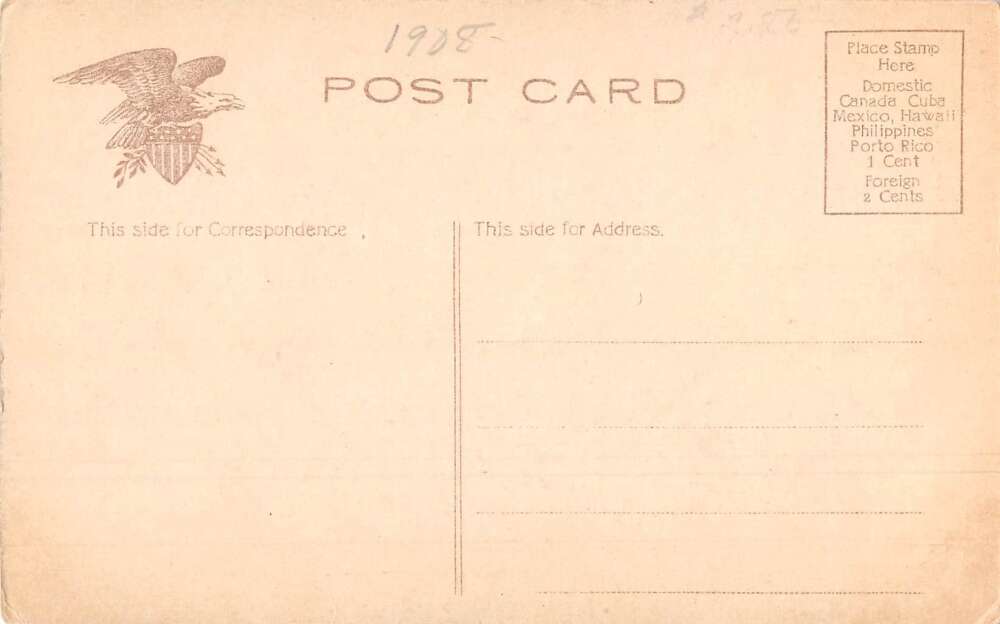 1908-
POST CARD
Place Stamp
Here
Domestic
Canada Cuba
Mexico, Hawaii
Philippines
Porto Rico
1 Cent
Foreign
2 Cents
This side for Correspondence
This side for Address.